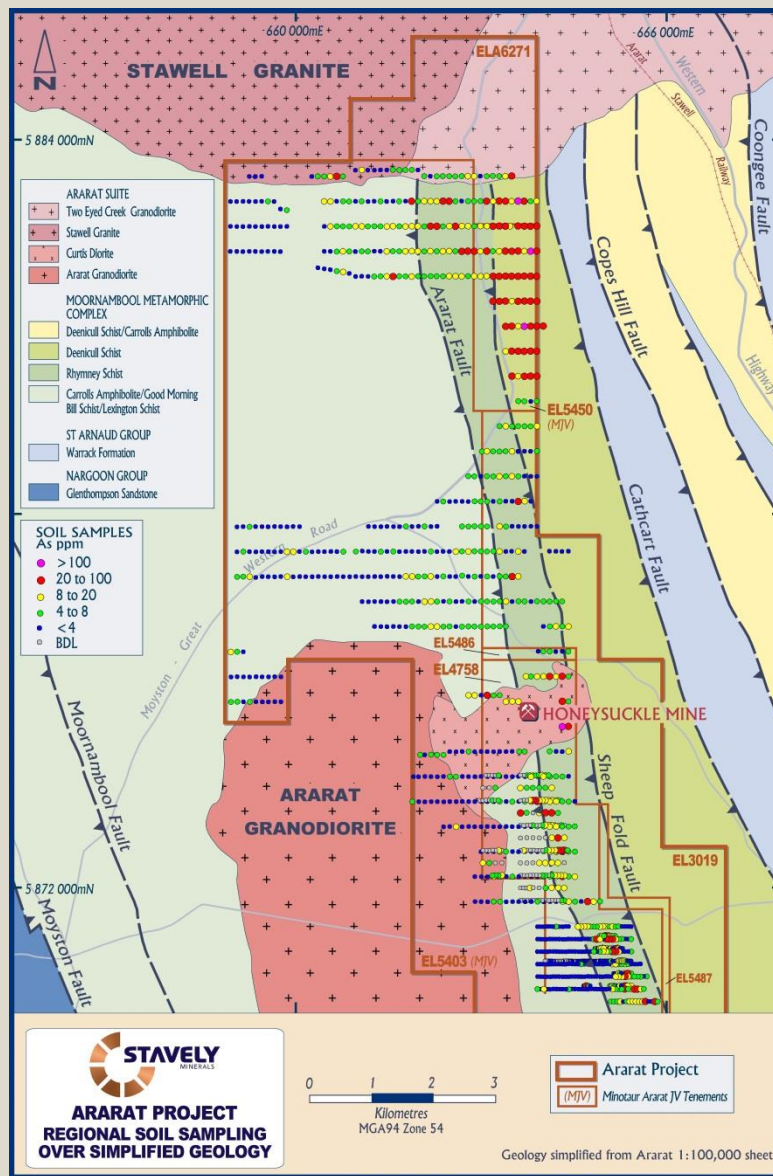 660 000mE
666 000mE
ELA6271
STAWELL GRANITE
N
Ararat
Stawell
Railway
Western
Highway
Coongee Fault
5 884 000mN
ARARAT SUITE
Two Eyed Creek Granodiorite
Stawell Granite
Curtis Diorite
Ararat Granodiorite
MOORNAMBOOL METAMORPHIC
COMPLEX
Deenicull Schist/Carrolls Amphibolite
Deenicull Schist
Rhymney Schist
Carrolls Amphibolite/Good Morning
Bill Schist/Lexington Schist
ST ARNAUD GROUP
Warrack Formation
NARGOON GROUP
Glenthompson Sandstone
Ararat Fault
Copes Hill Fault
EL5450
(MJV)
Cathcart Fault
SOIL SAMPLES
As ppm
>100
20 to 100
8 to 20
4 to 8
<4
BDL
Moyston - Great Western Road
EL5486
EL4758
HONEYSUCKLE MINE
Moornambool Fault
ARARAT
GRANODIORITE
Sheep Fold Fault
EL3019
5 872 000mN
Moyston Fault
EL5403 (MJV)
EL5487
STAVELY
MINERALS
ARARAT PROJECT
REGIONAL SOIL SAMPLING
OVER SIMPLIFIED GEOLOGY
0 1 2 3
Kilometres
MGA94 Zone 54
Ararat Project
(MJV) Minotaur Ararat JV Tenements
Geology simplified from Ararat 1:100,000 sheet